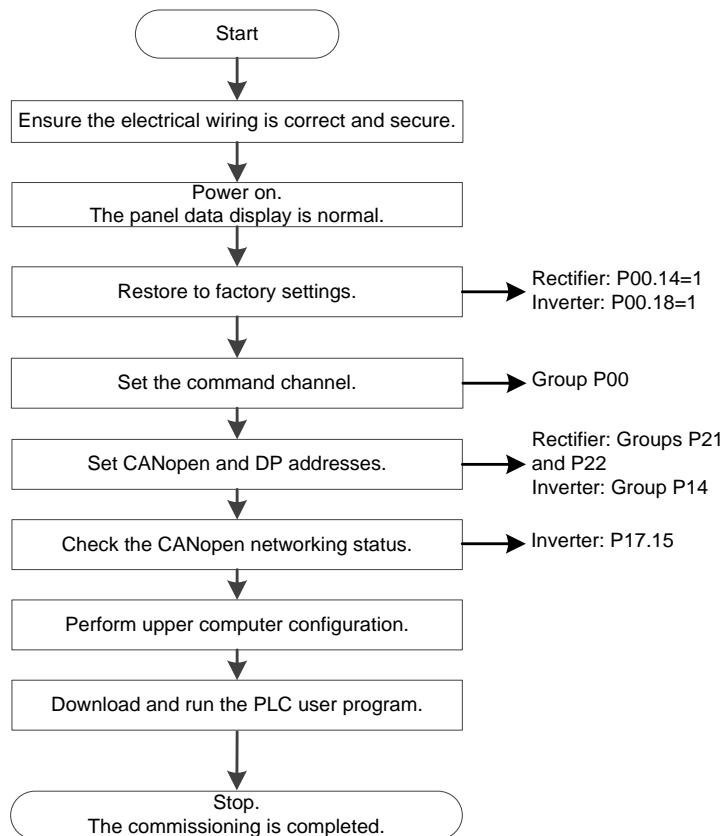 Start
Ensure the electrical wiring is correct and secure.
Power on.
The panel data display is normal.
Restore to factory settings.
Rectifier: P00.14=1
Inverter: P00.18=1
Set the command channel.
Group P00
Set CANopen and DP addresses.
Rectifier: Groups P21
and P22
Inverter: Group P14
Check the CANopen networking status.
Inverter: P17.15
Perform upper computer configuration.
Download and run the PLC user program.
Stop.
The commissioning is completed.